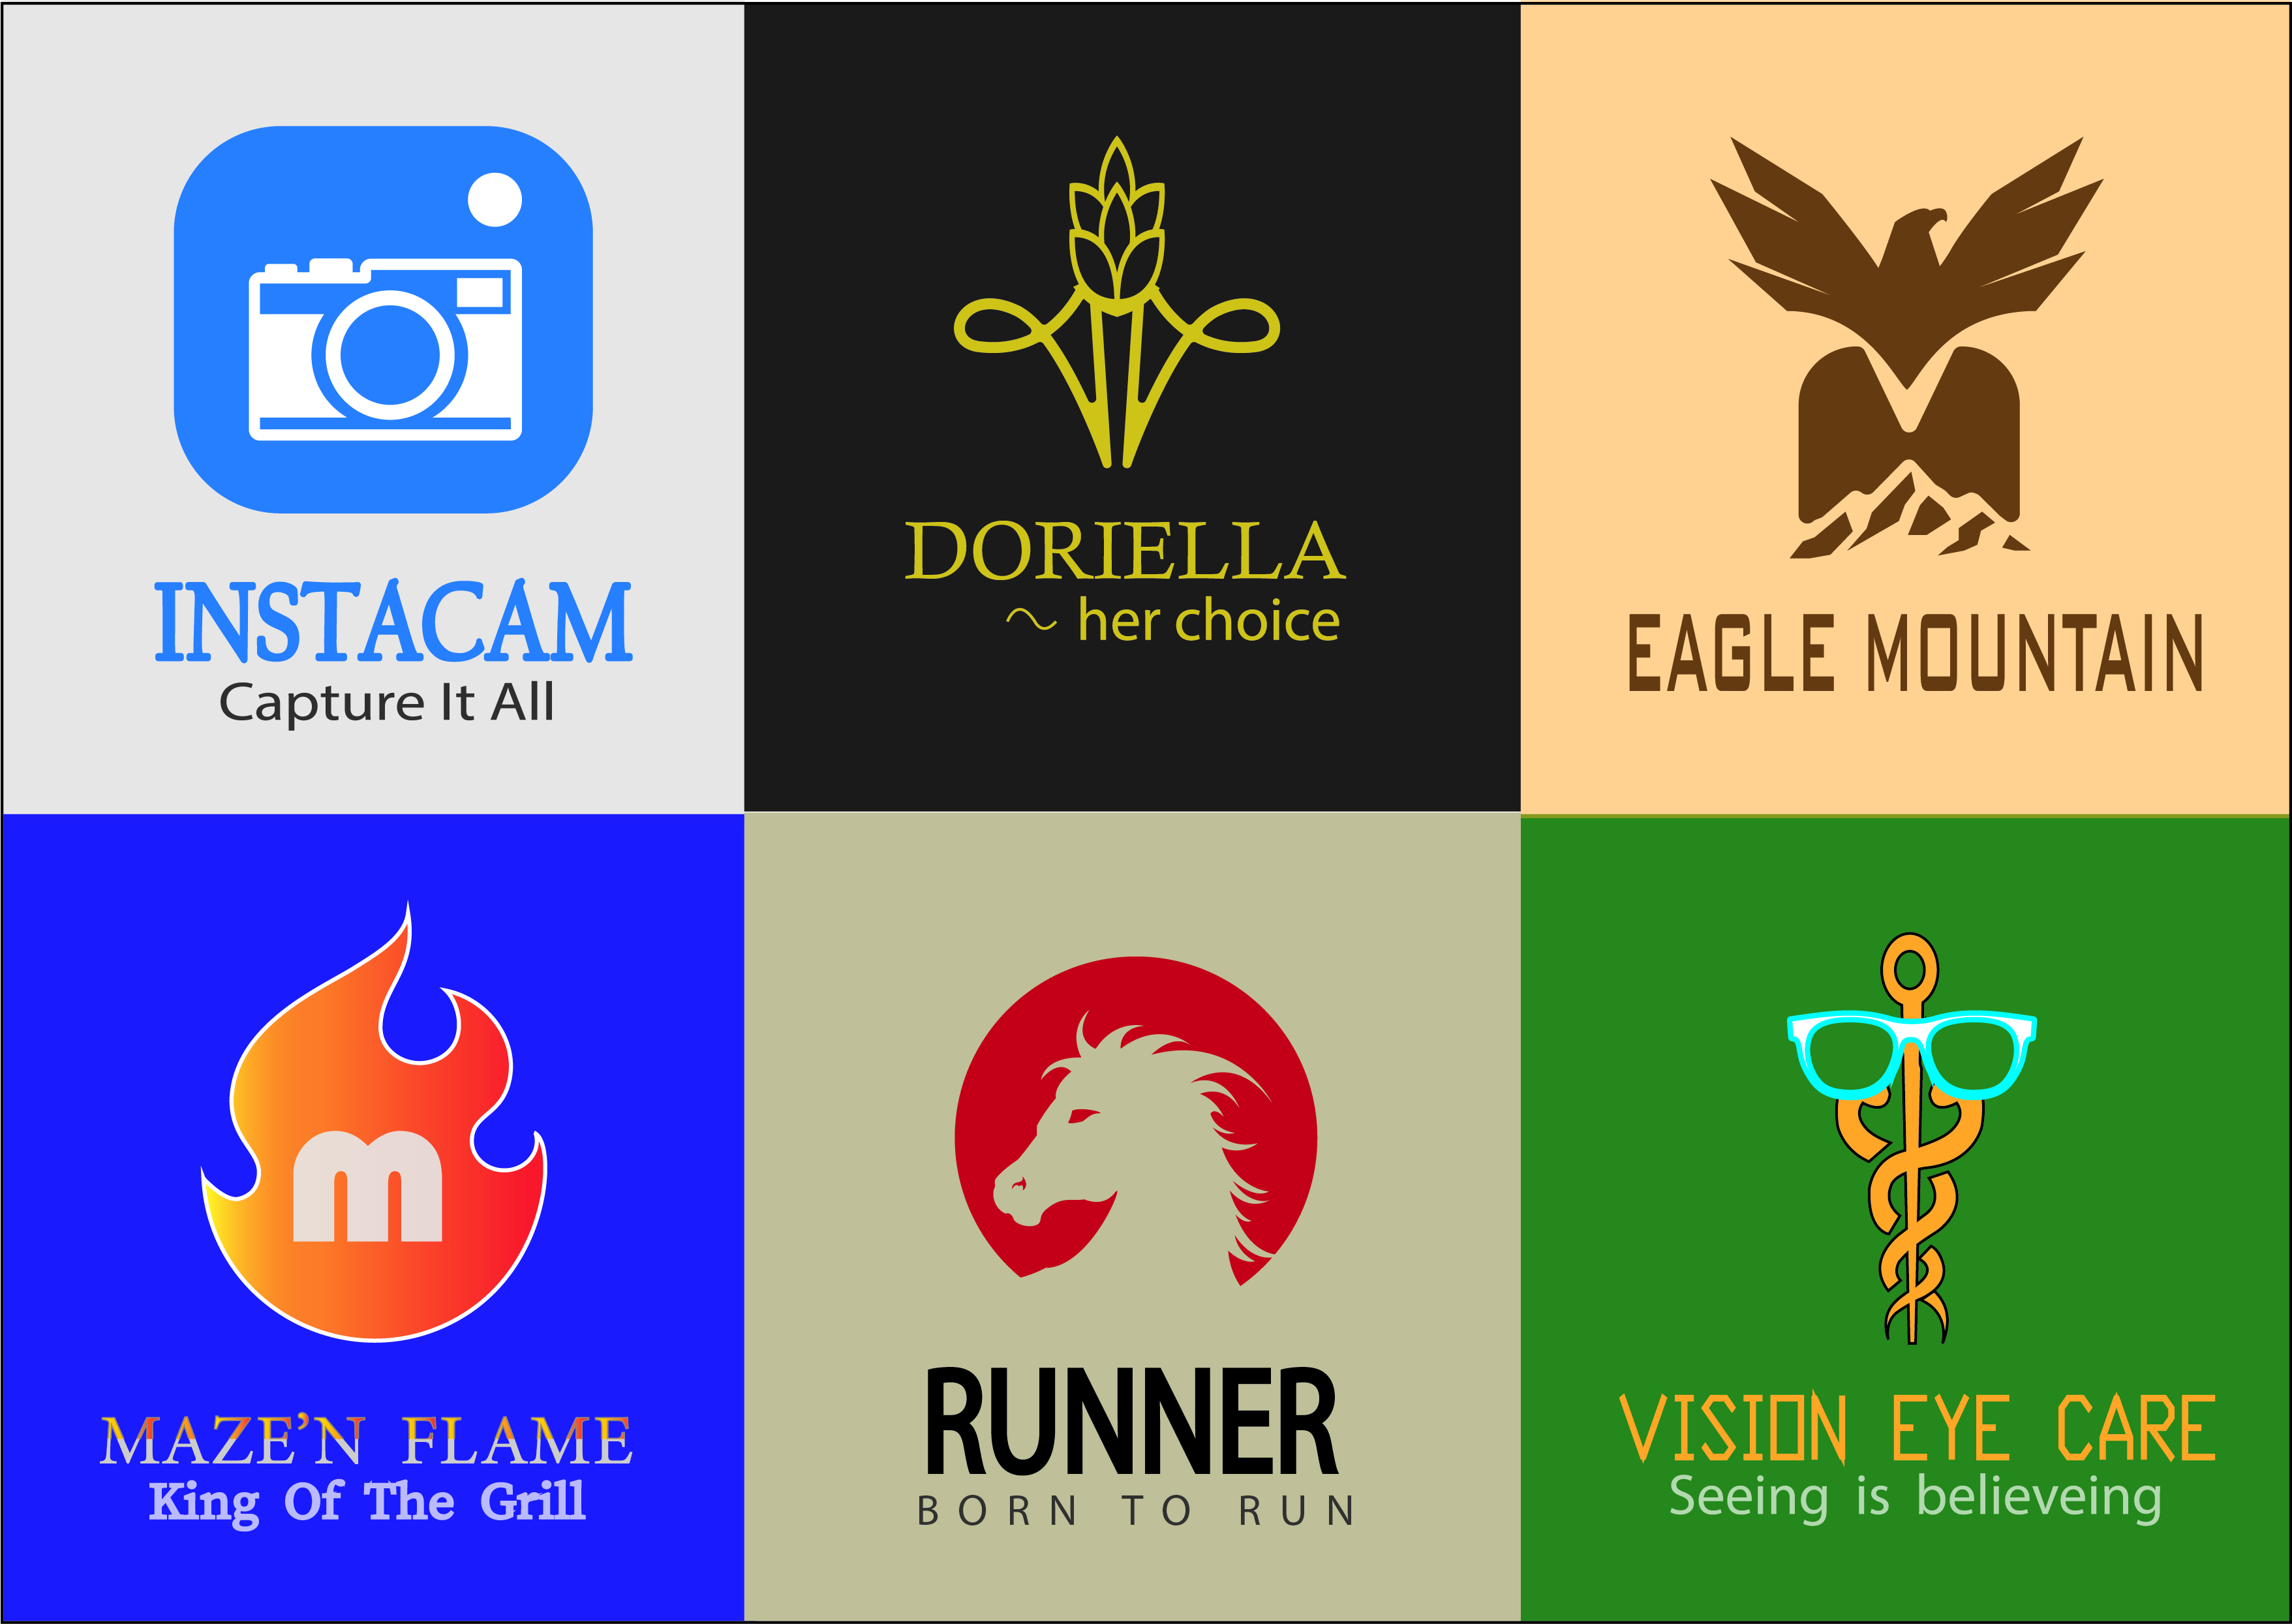 INSTACAM
Capture It All
DORIELLA
~ her choice
EAGLE MOUNTAIN
m
MAZE'N FLAME
King Of The Grill
RUNNER
BORN TO RUN
VISION EYE CARE
Seeing is believeing